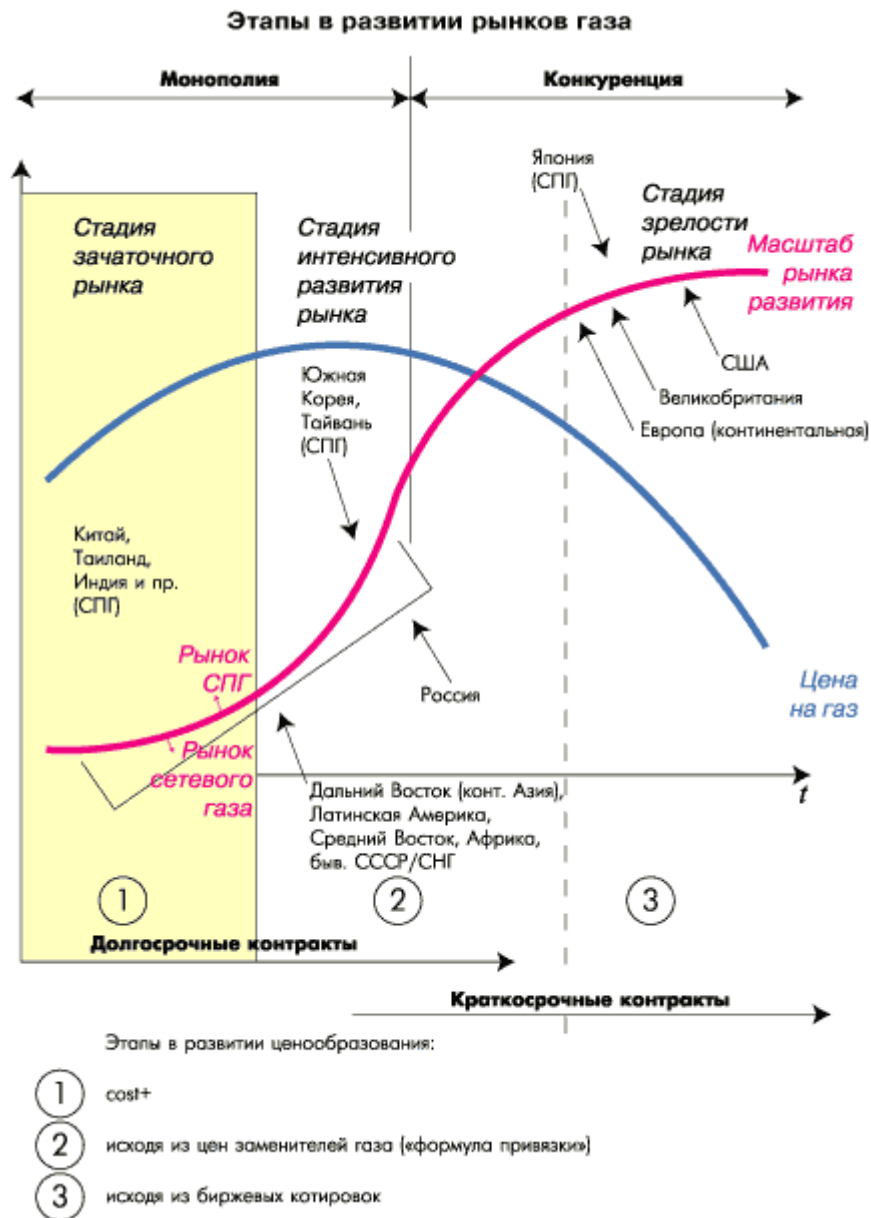 Этапы в развитии рынков газа
Монополия
Конкуренция
Стадия
зачаточного
рынка
Стадия
интенсивного
развития
рынка
Япония
(СПГ)
Стадия
зрелости
рынка
Масштаб
рынка
развития
США
Великобритания
Европа (континентальная)
Южная
Корея,
Тайвань
(СПГ)
Китай,
Таиланд,
Индия и пр.
(СПГ)
Рынок
СПГ
Рынок
сетевого
газа
Россия
Цена
на газ
t
Дальний Восток (конт. Азия),
Латинская Америка,
Средний Восток, Африка,
быв. СССР/СНГ
1
2
3
Долгосрочные контракты
Краткосрочные контракты
Этапы в развитии ценообразования:
1 cost+
2 исходя из цен заменителей газа («формула привязки»)
3 исходя из биржевых котировок